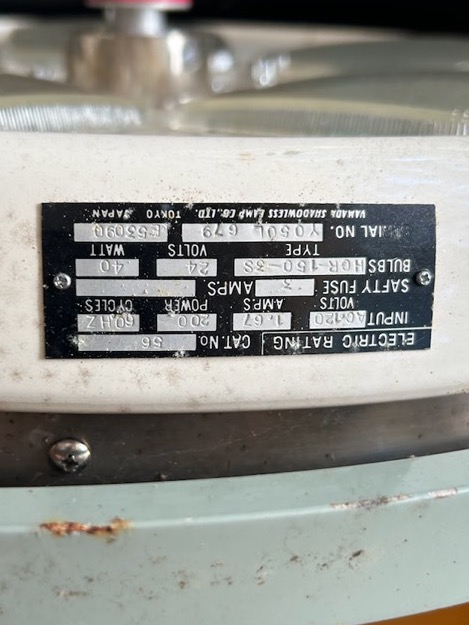 ELECTRIC RATING CAT.No. 56
INPUT AC120 1.67 200 60.HZ
VOLTS AMPS POWER CYCLES
SAFTY FUSE 3 AMPS
BULBS HOR-150-3S 24 40
TYPE VOLTS WATT
IAL NO. Y050L 679
YAMADA SHADOWLESS LAMP CO.,LTD. TOKYO JAPAN